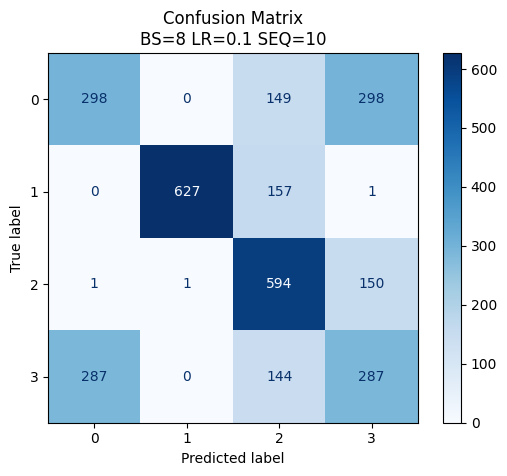 Confusion Matrix
BS=8 LR=0.1 SEQ=10
0 298 0 149 298
1 0 627 157 1
2 1 1 594 150
3 287 0 144 287
0 1 2 3
Predicted label
True label
600
500
400
300
200
100
0